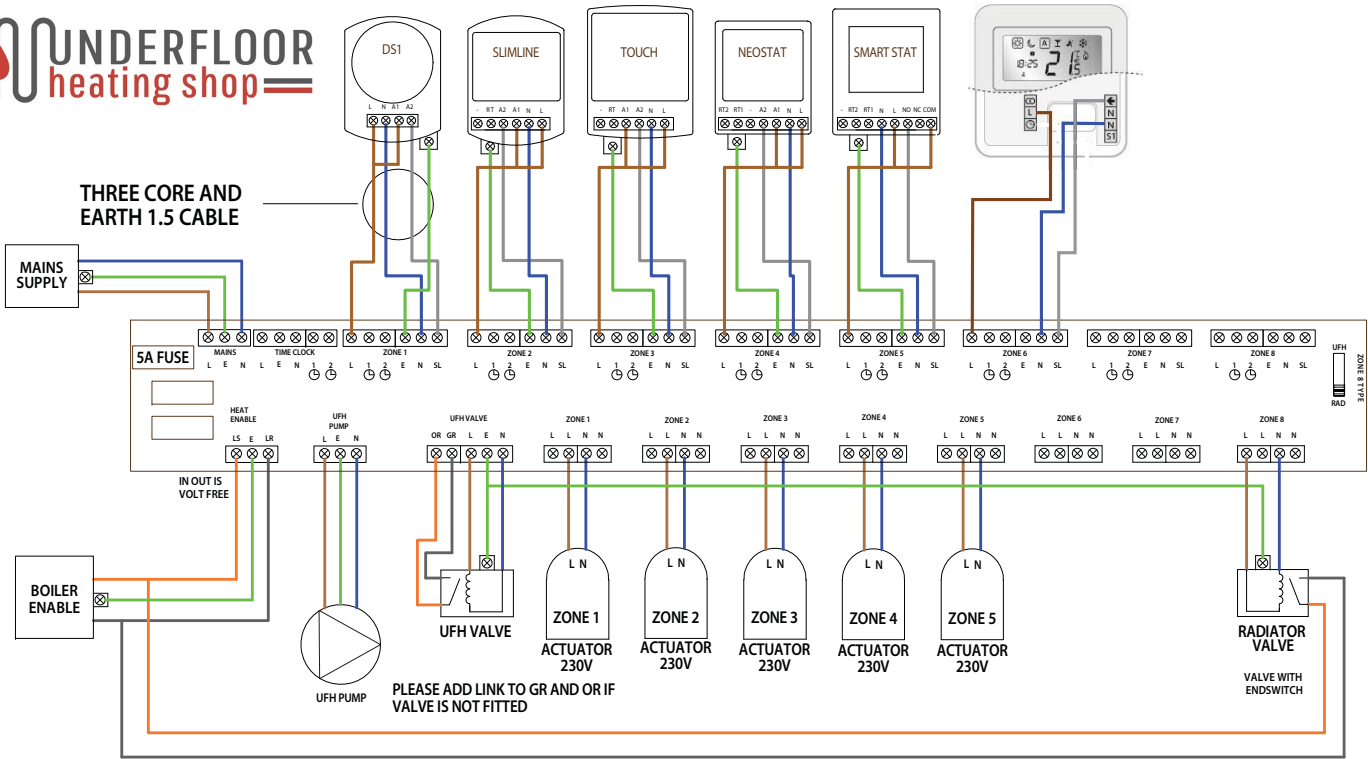 UNDERFLOOR
heating shop
DS1
L N A1 A2
SLIMLINE
- RT A2 A1 N L
TOUCH
- RT A1 A2 N L
NEOSTAT
RT2 RT1 - A2 A1 N L
SMART STAT
- RT2 RT1 N L NO NC COM
A
18:25 21.5
L
N
N
S1
THREE CORE AND
EARTH 1.5 CABLE
MAINS
SUPPLY
5A FUSE
MAINS
L E N
TIME CLOCK
L E N 1 2
ZONE 1
L 1 2 E N SL
ZONE 2
L 1 2 E N SL
ZONE 3
L 1 2 E N SL
ZONE 4
L 1 2 E N SL
ZONE 5
L 1 2 E N SL
ZONE 6
L 1 2 E N SL
ZONE 7
L 1 2 E N SL
ZONE 8
L 1 2 E N SL
UFH
RAD
ZONE 8 TYPE
HEAT
ENABLE
LS E LR
UFH
PUMP
L E N
UFH VALVE
OR GR L E N
ZONE 1
L L N N
ZONE 2
L L N N
ZONE 3
L L N N
ZONE 4
L L N N
ZONE 5
L L N N
ZONE 6
L L N N
ZONE 7
L L N N
ZONE 8
L L N N
IN OUT IS
VOLT FREE
BOILER
ENABLE
UFH PUMP
UFH VALVE
PLEASE ADD LINK TO GR AND OR IF
VALVE IS NOT FITTED
L N
ZONE 1
ACTUATOR
230V
L N
ZONE 2
ACTUATOR
230V
L N
ZONE 3
ACTUATOR
230V
L N
ZONE 4
ACTUATOR
230V
L N
ZONE 5
ACTUATOR
230V
RADIATOR
VALVE
VALVE WITH
ENDSWITCH